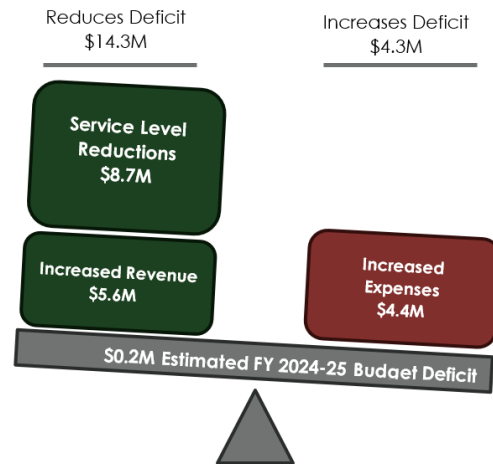 Reduces Deficit
$14.3M
Increases Deficit
$4.3M
Service Level
Reductions
$8.7M
Increased Revenue
$5.6M
Increased
Expenses
$4.4M
$0.2M Estimated FY 2024-25 Budget Deficit